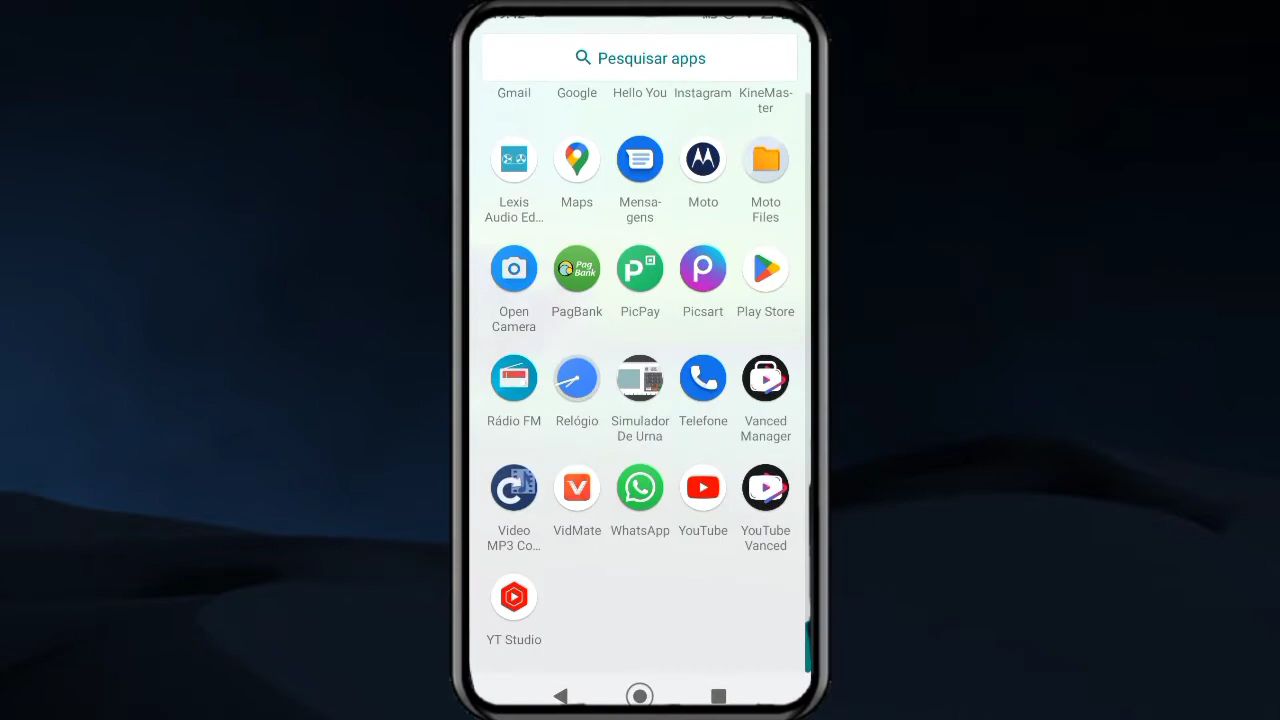 Pesquisar apps
Gmail Google Hello You Instagram KineMas-
ter
Lexis Maps Mensa- Moto Moto
Audio Ed... gens Files
Pag
Bank
Open PagBank PicPay Picsart Play Store
Camera
Rádio FM Relógio Simulador Telefone Vanced
De Urna Manager
Video VidMate WhatsApp YouTube YouTube
MP3 Co... Vanced
YT Studio